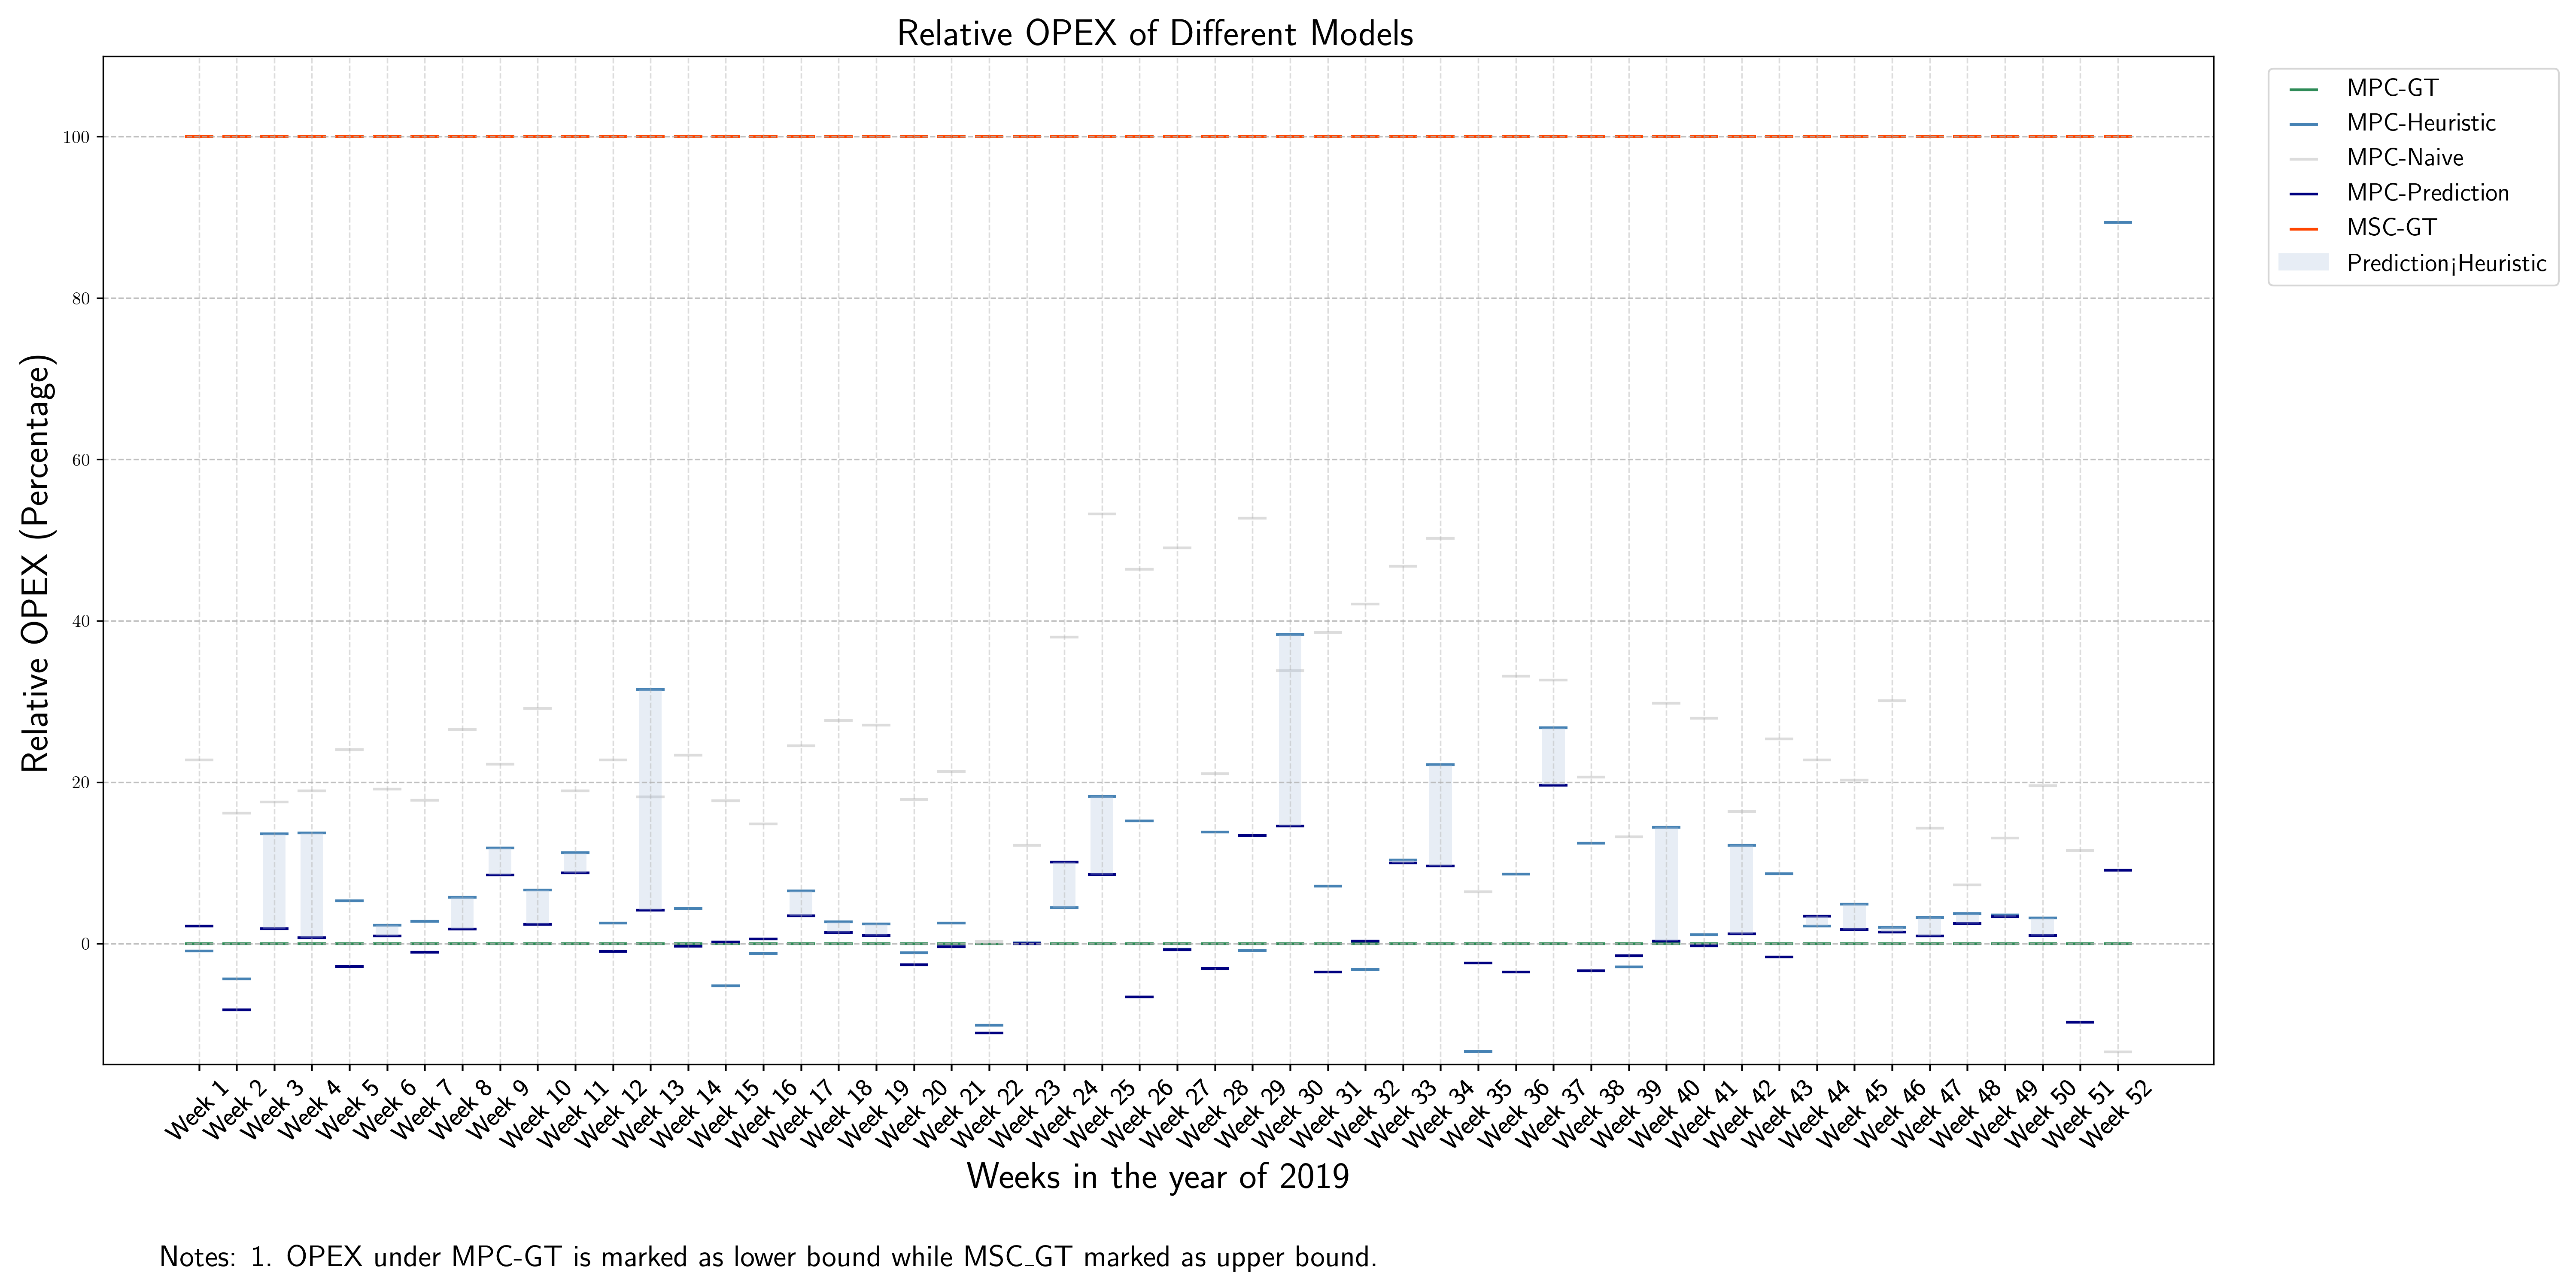 Relative OPEX of Different Models
Relative OPEX (Percentage)
100
80
60
40
20
0
MPC-GT
MPC-Heuristic
MPC-Naive
MPC-Prediction
MSC-GT
Prediction¡Heuristic
Week 1
Week 2
Week 3
Week 4
Week 5
Week 6
Week 7
Week 8
Week 9
Week 10
Week 11
Week 12
Week 13
Week 14
Week 15
Week 16
Week 17
Week 18
Week 19
Week 20
Week 21
Week 22
Week 23
Week 24
Week 25
Week 26
Week 27
Week 28
Week 29
Week 30
Week 31
Week 32
Week 33
Week 34
Week 35
Week 36
Week 37
Week 38
Week 39
Week 40
Week 41
Week 42
Week 43
Week 44
Week 45
Week 46
Week 47
Week 48
Week 49
Week 50
Week 51
Week 52
Weeks in the year of 2019
Notes: 1. OPEX under MPC-GT is marked as lower bound while MSC_GT marked as upper bound.